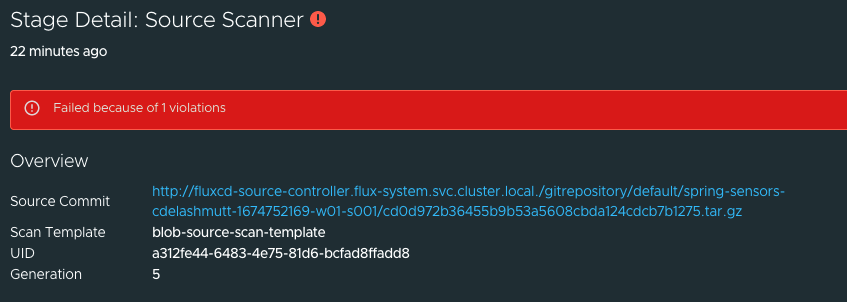 Stage Detail: Source Scanner
22 minutes ago
Failed because of 1 violations
Overview
Source Commit
http://fluxcd-source-controller.flux-system.svc.cluster.local./gitrepository/default/spring-sensors-
cdelashmutt-1674752169-w01-s001/cd0d972b36455b9b53a5608cbda124cdcb7b1275.tar.gz
Scan Template blob-source-scan-template
UID a312fe44-6483-4e75-81d6-bcfad8ffadd8
Generation 5